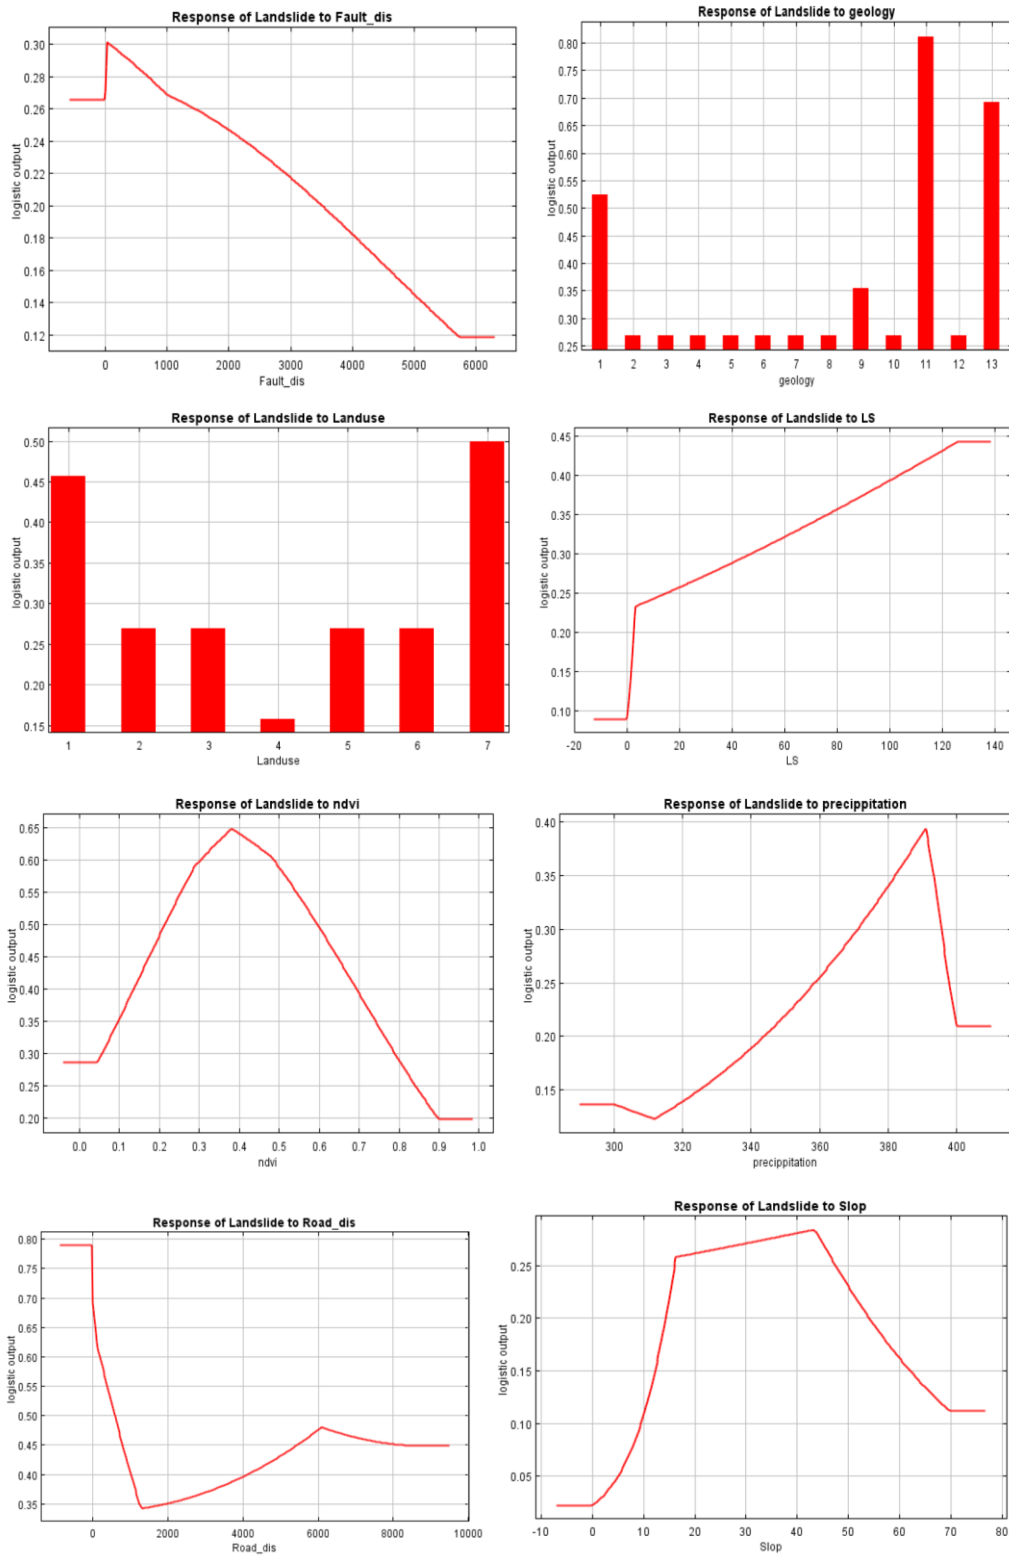 Response of Landslide to Fault_dis
logistic output
0.30
0.28
0.26
0.24
0.22
0.20
0.18
0.16
0.14
0.12
0 1000 2000 3000 4000 5000 6000
Fault_dis
Response of Landslide to geology
logistic output
0.80
0.75
0.70
0.65
0.60
0.55
0.50
0.45
0.40
0.35
0.30
0.25
1 2 3 4 5 6 7 8 9 10 11 12 13
geology
Response of Landslide to Landuse
logistic output
0.50
0.45
0.40
0.35
0.30
0.25
0.20
0.15
1 2 3 4 5 6 7
Landuse
Response of Landslide to LS
logistic output
0.45
0.40
0.35
0.30
0.25
0.20
0.15
0.10
-20 0 20 40 60 80 100 120 140
LS
Response of Landslide to ndvi
logistic output
0.65
0.60
0.55
0.50
0.45
0.40
0.35
0.30
0.25
0.20
0.0 0.1 0.2 0.3 0.4 0.5 0.6 0.7 0.8 0.9 1.0
ndvi
Response of Landslide to precippitation
logistic output
0.40
0.35
0.30
0.25
0.20
0.15
300 320 340 360 380 400
precippitation
Response of Landslide to Road_dis
logistic output
0.80
0.75
0.70
0.65
0.60
0.55
0.50
0.45
0.40
0.35
0 2000 4000 6000 8000 10000
Road_dis
Response of Landslide to Slop
logistic output
0.25
0.20
0.15
0.10
0.05
-10 0 10 20 30 40 50 60 70 80
Slop